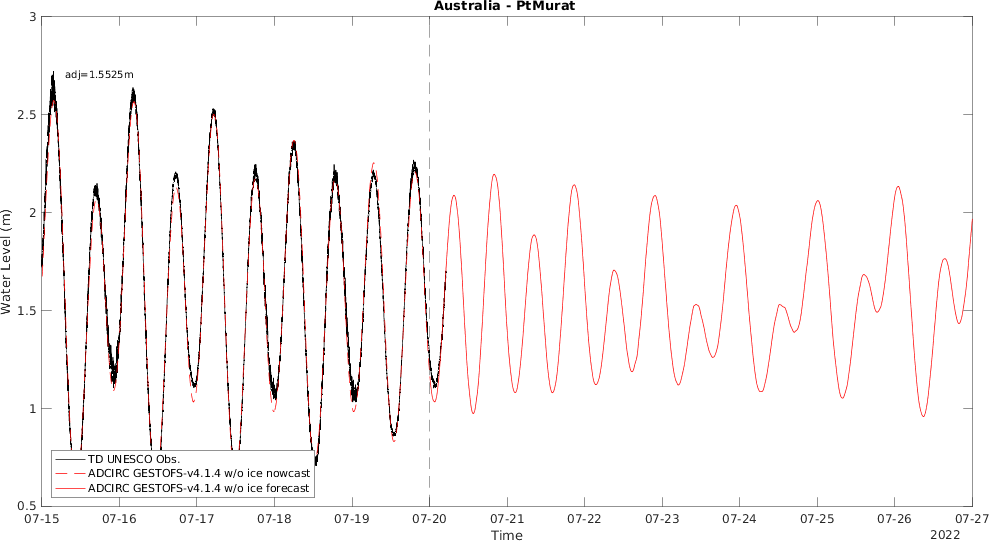 Australia - PtMurat
adj=1.5525m
Water Level (m)
3
2.5
2
1.5
1
0.5
TD UNESCO Obs.
ADCIRC GESTOFS-v4.1.4 w/o ice nowcast
ADCIRC GESTOFS-v4.1.4 w/o ice forecast
07-15 07-16 07-17 07-18 07-19 07-20 07-21 07-22 07-23 07-24 07-25 07-26 07-27
Time
2022